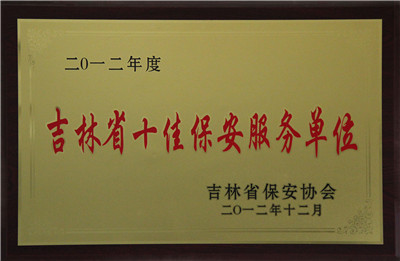 二〇一二年度
吉林省十佳保安服务单位
吉林省保安协会
二〇一二年十二月